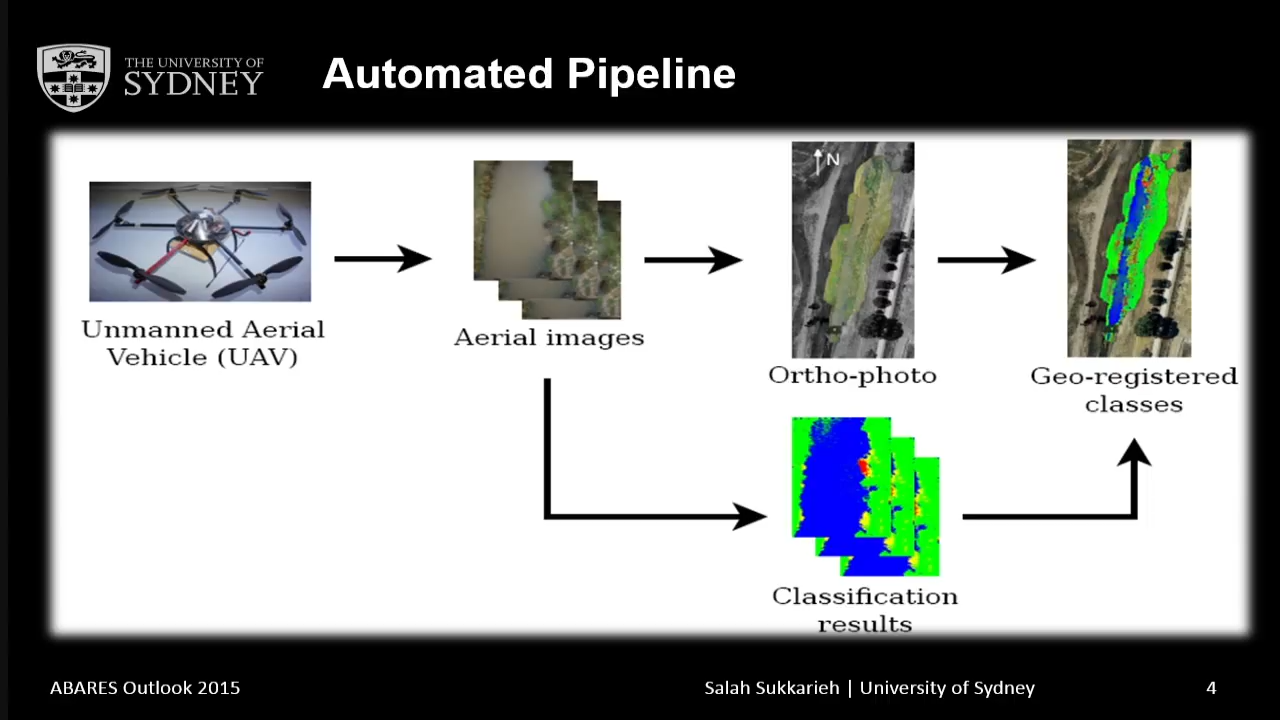 THE UNIVERSITY OF
SYDNEY
Automated Pipeline
N
Unmanned Aerial
Vehicle (UAV)
Aerial images
Ortho-photo
Geo-registered
classes
Classification
results
ABARES Outlook 2015
Salah Sukkarieh | University of Sydney
4